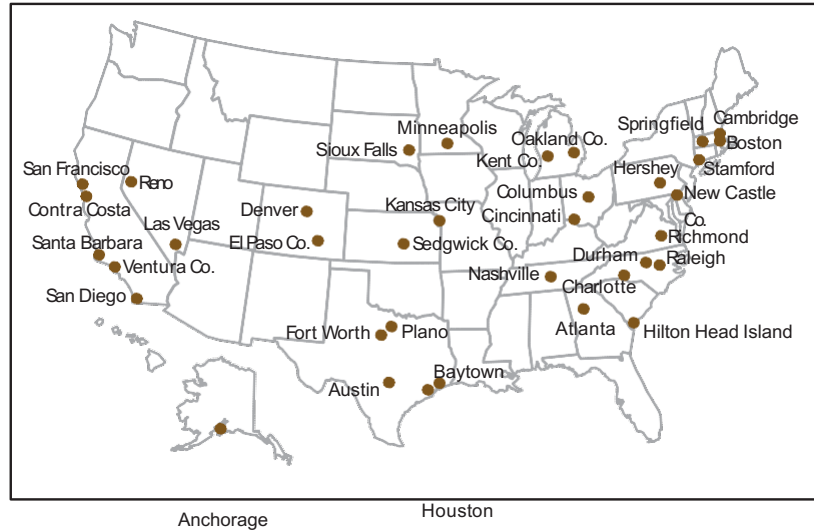 Cambridge
Minneapolis
Springfield
Oakland Co.
Boston
Sioux Falls
Kent Co.
San Francisco
Reno
Hershey
Stamford
Columbus
New Castle
Co.
Contra Costa
Las Vegas
Denver
Kansas City
Cincinnati
Santa Barbara
El Paso Co.
Sedgwick Co.
Richmond
Durham
Raleigh
Ventura Co.
Nashville
Charlotte
San Diego
Fort Worth
Plano
Atlanta
Hilton Head Island
Austin
Baytown
Houston
Anchorage